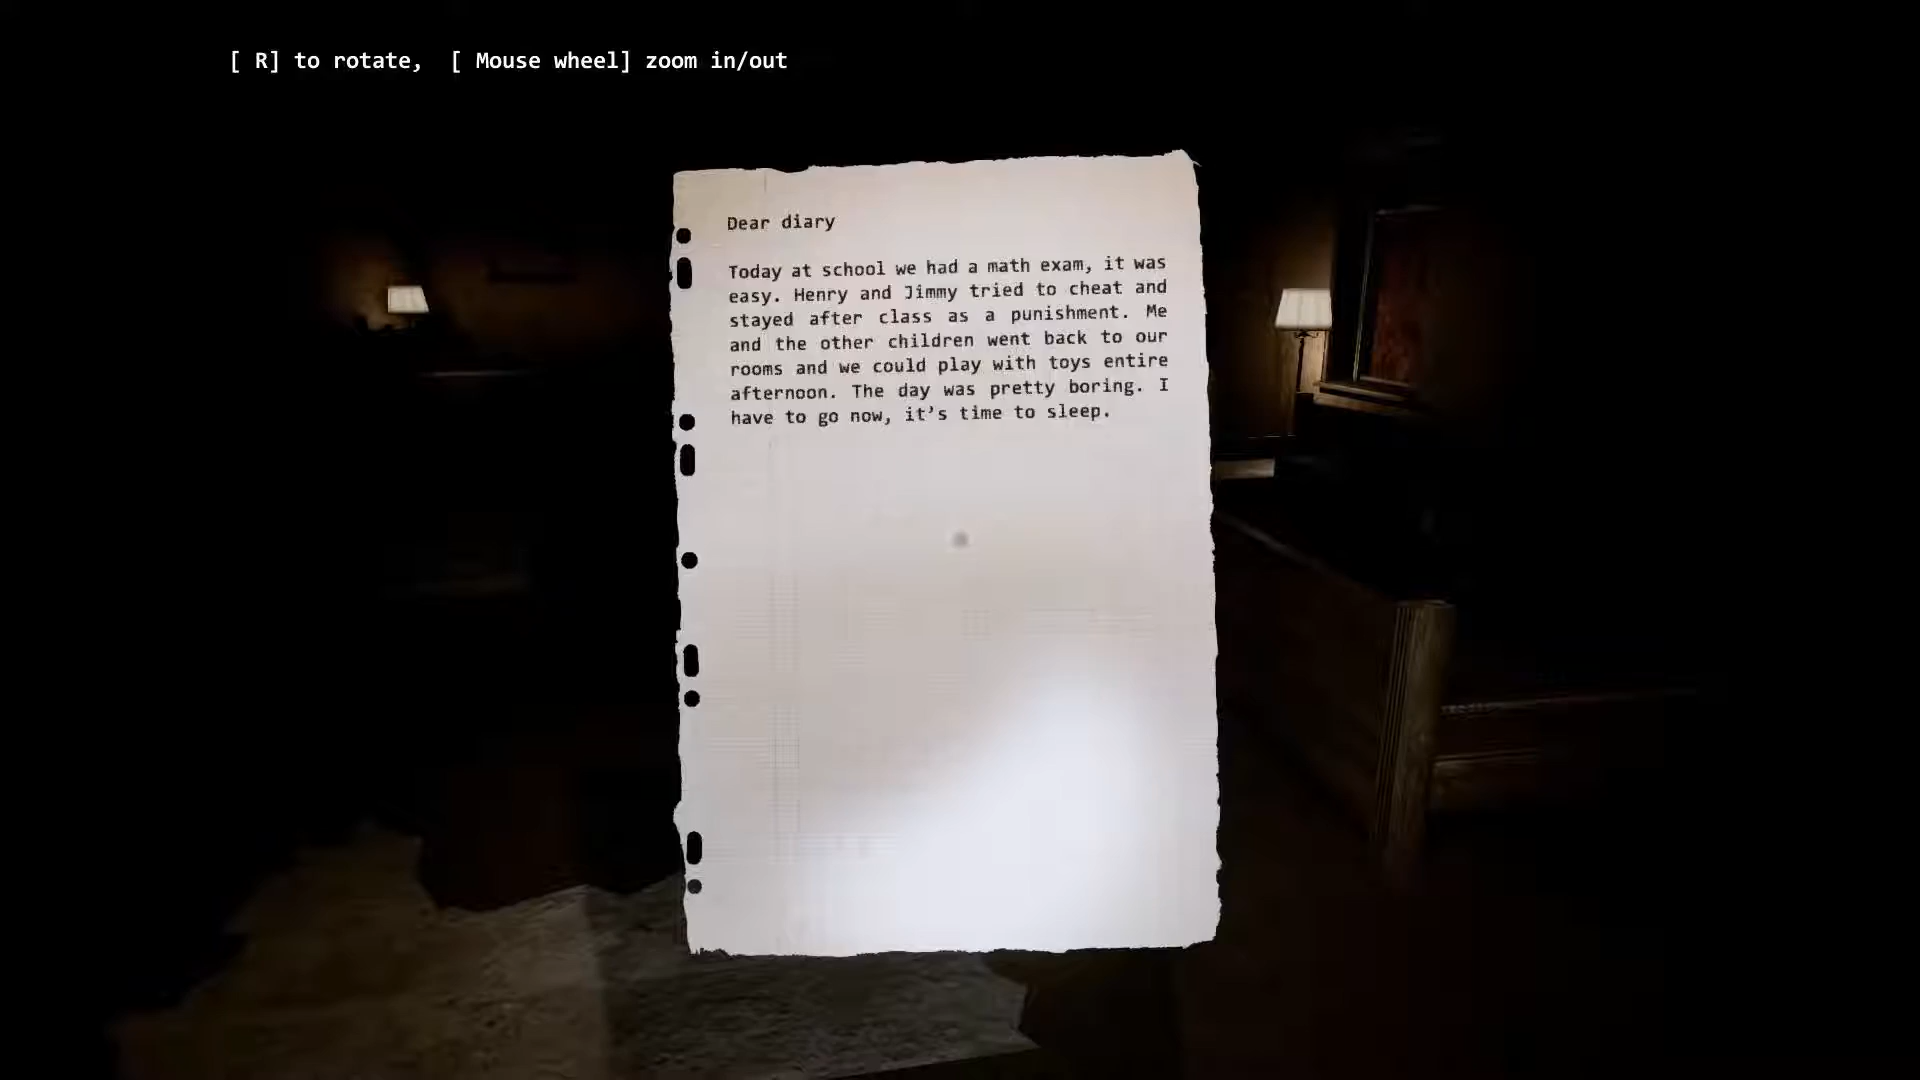 [ R] to rotate,  [ Mouse wheel] zoom in/out
Dear diary
Today at school we had a math exam, it was
easy. Henry and Jimmy tried to cheat and
stayed after class as a punishment. Me
and the other children went back to our
rooms and we could play with toys entire
afternoon. The day was pretty boring. I
have to go now, it’s time to sleep.